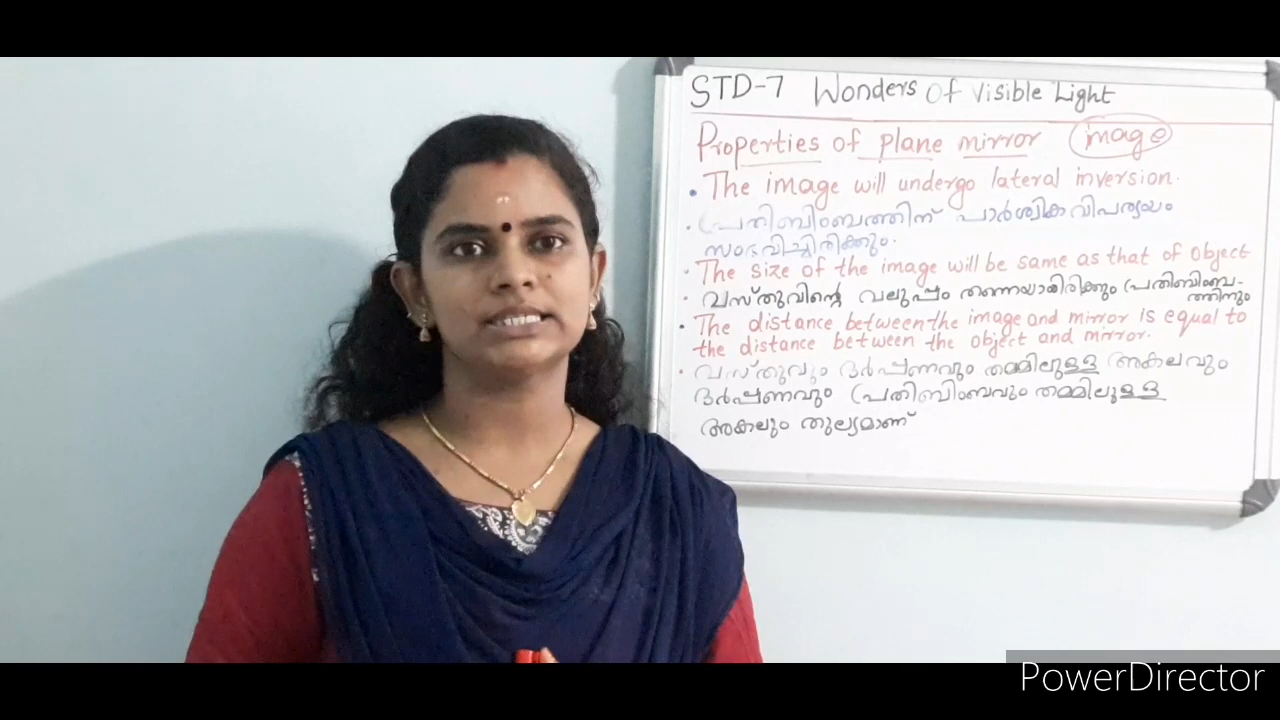 STD-7 Wonders Of Visible Light
Properties of plane mirror image
• The image will undergo lateral inversion.
• പ്രതിബിംബത്തിന് പാർശ്വിക വിപര്യയം
സംഭവിച്ചിരിക്കും.
• The size of the image will be same as that of object
• വസ്തുവിന്റെ വലുപ്പം തന്നെയായിരിക്കും പ്രതിബിംബ-
ത്തിനും
• The distance between the image and mirror is equal to
the distance between the object and mirror.
• വസ്തുവും ദർപ്പണവും തമ്മിലുള്ള അകലവും
ദർപ്പണവും പ്രതിബിംബവും തമ്മിലുള്ള
അകലും തുല്യമാണ്
PowerDirector